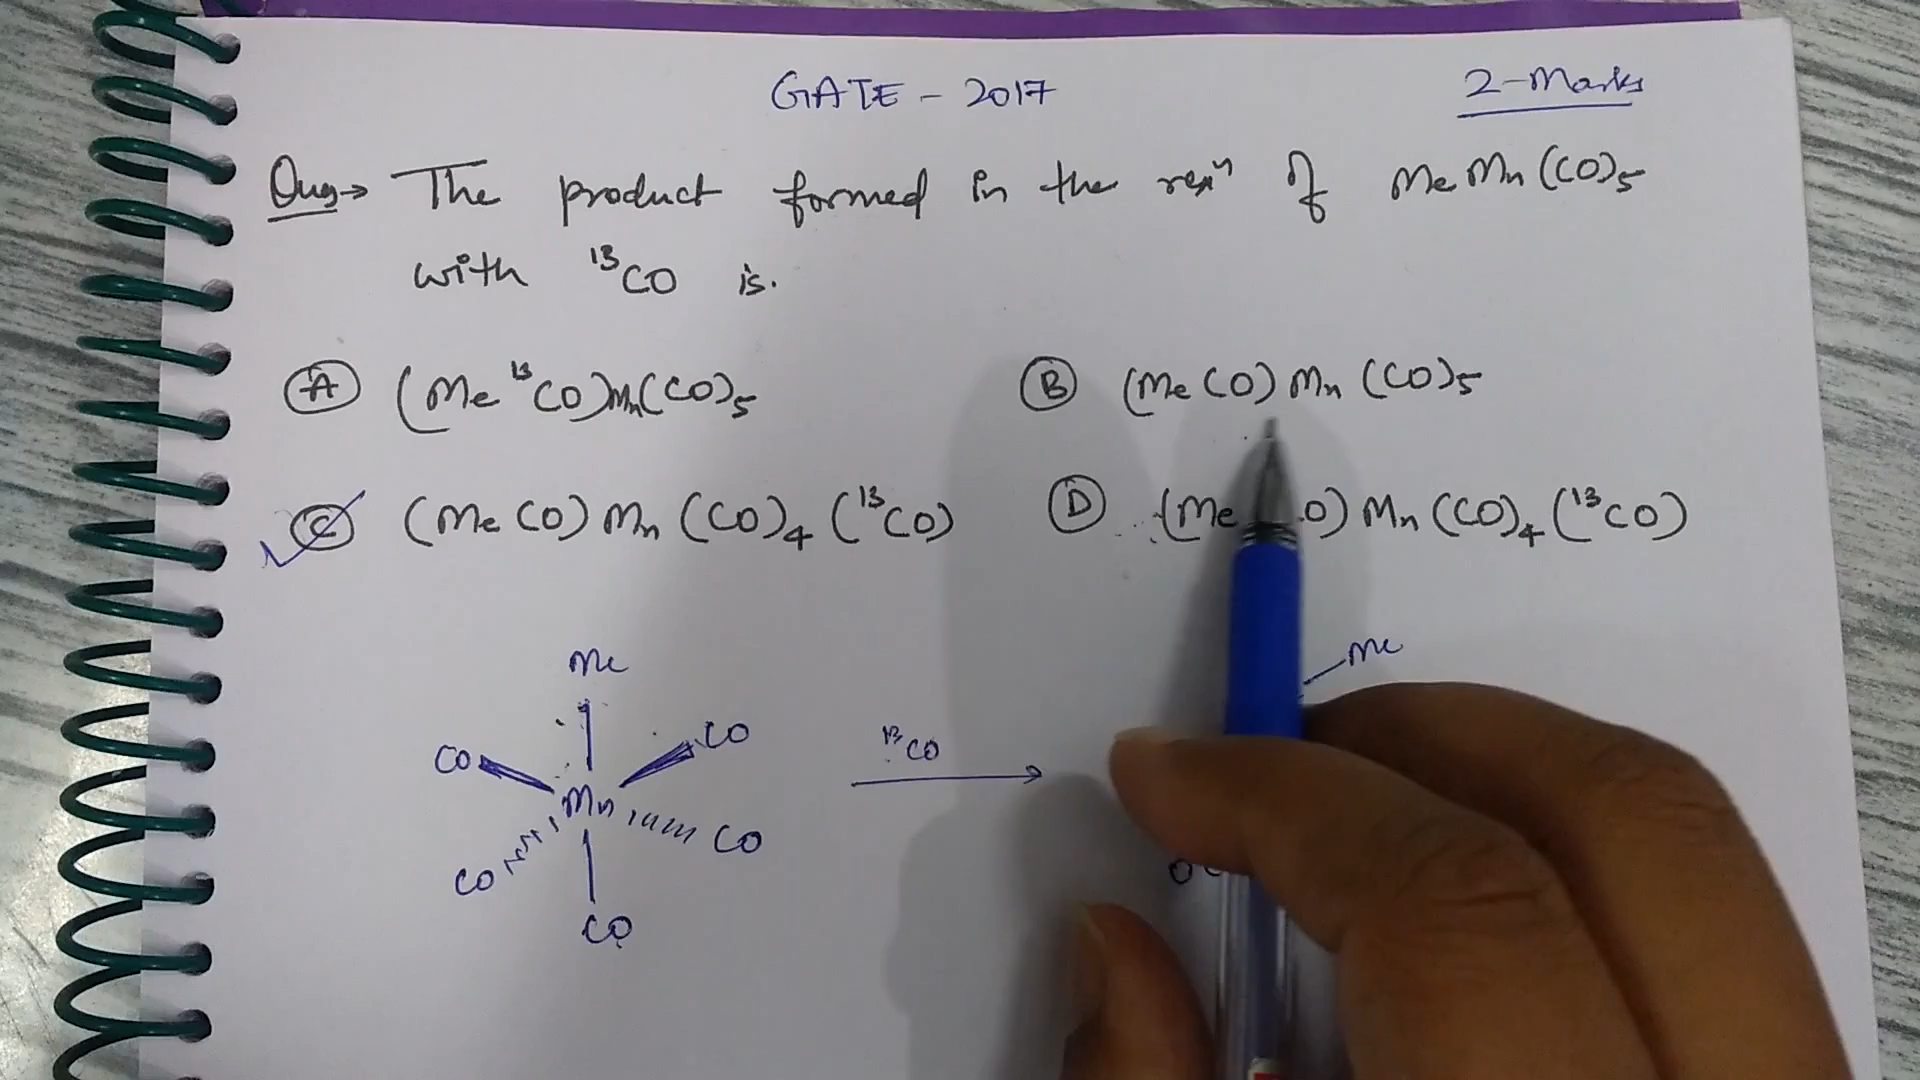 GATE - 2017
2-Marks
Ques→ The product formed in the rexⁿ of MeMn(CO)₅
with ¹³CO is.
Ⓐ (Me¹³CO)Mn(CO)₅
Ⓑ (MeCO)Mn(CO)₅
Ⓒ (MeCO)Mn(CO)₄(¹³CO)
Ⓓ (Me O)Mn(CO)₄(¹³CO)
Me
CO
CO
Mn
CO
CO
CO
¹³CO
Me